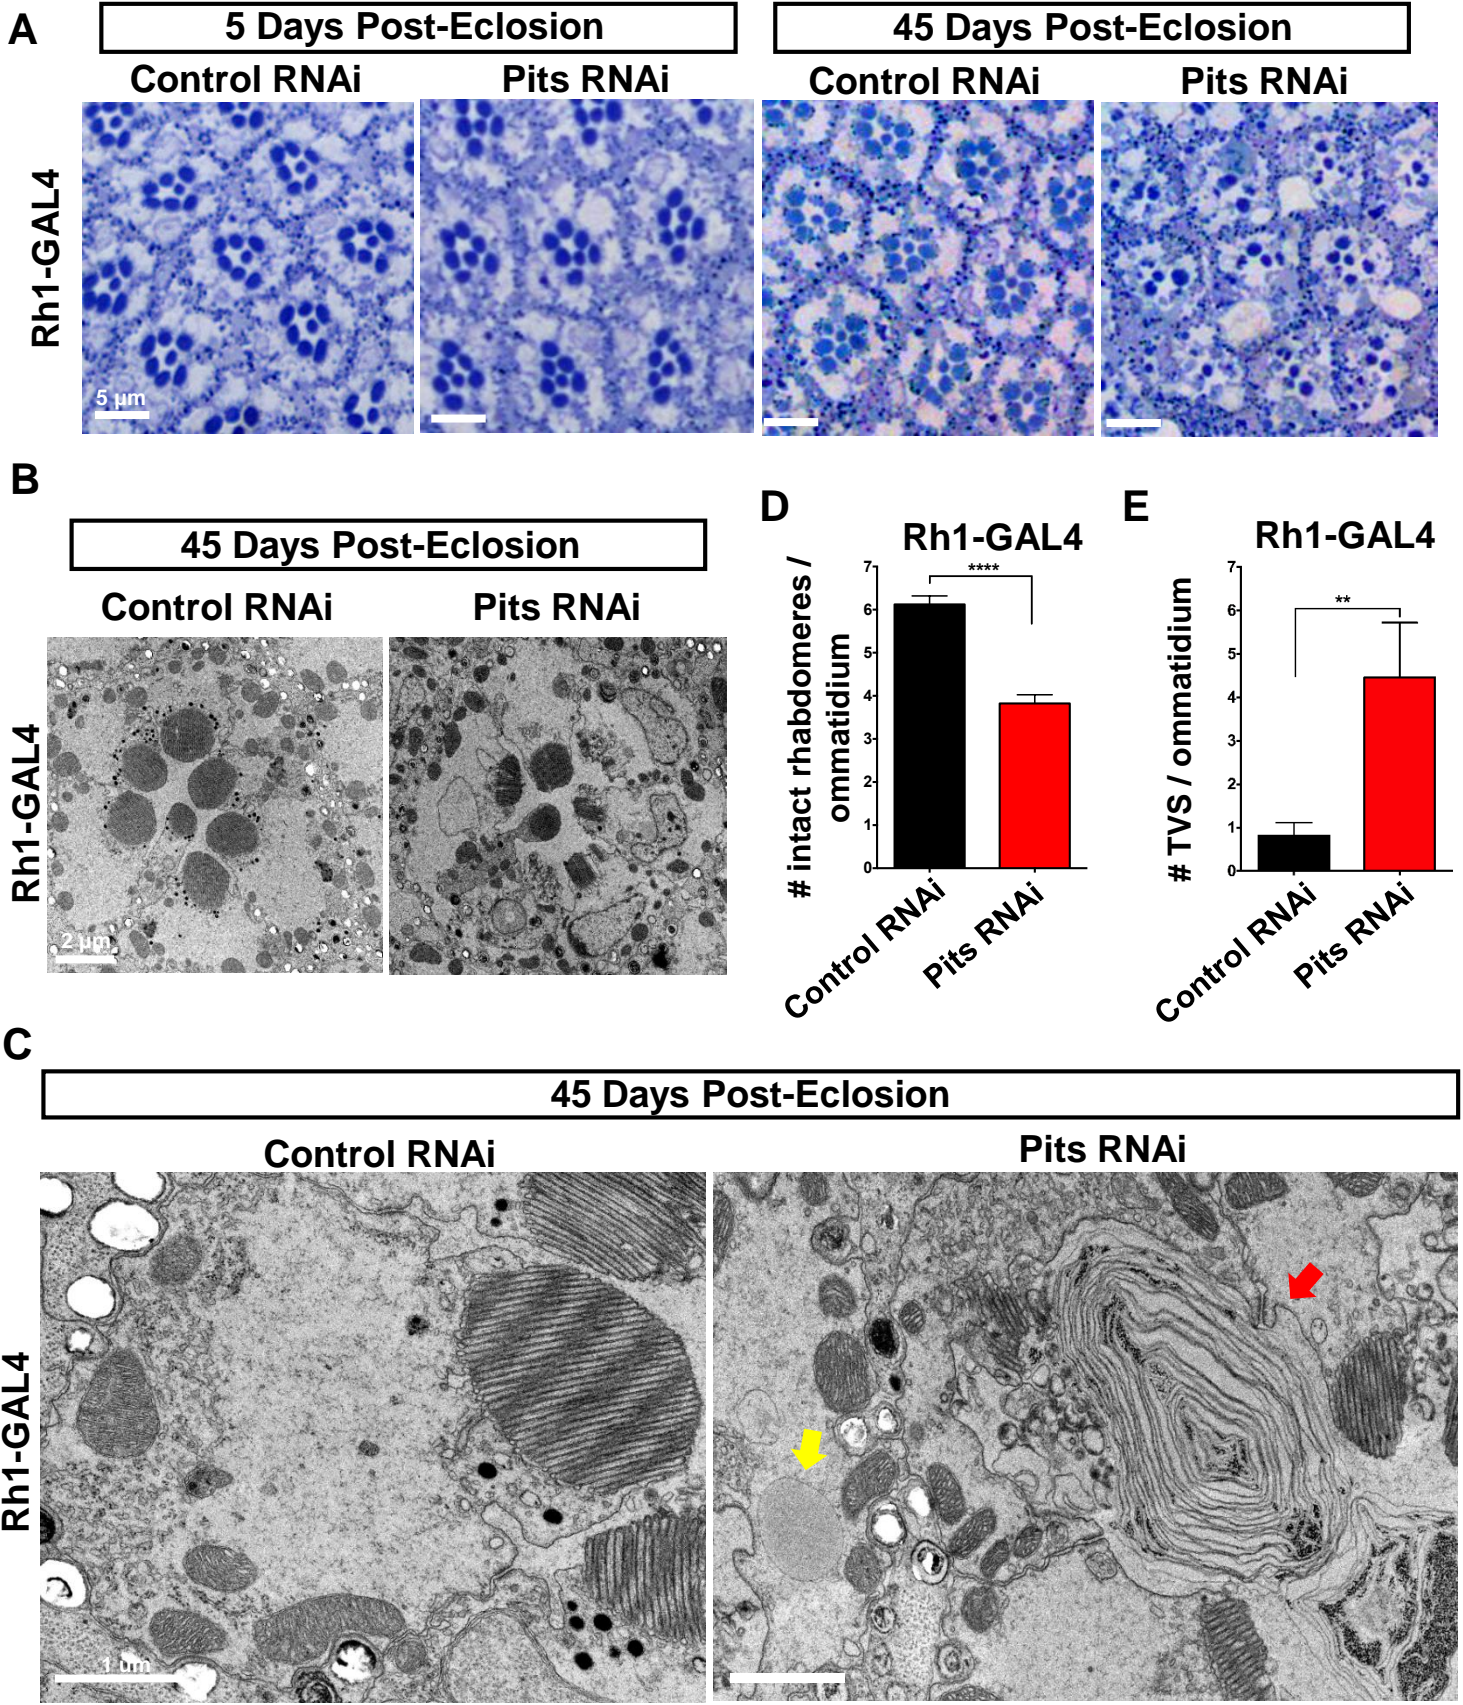 A
5 Days Post-Eclosion
45 Days Post-Eclosion
Control RNAi
Pits RNAi
Control RNAi
Pits RNAi
Rh1-GAL4
5 µm
B
45 Days Post-Eclosion
Control RNAi
Pits RNAi
Rh1-GAL4
2 µm
D
Rh1-GAL4
# intact rhabdomeres /
ommatidium
7
6
5
4
3
2
1
0
****
Control RNAi
Pits RNAi
E
Rh1-GAL4
# TVS / ommatidium
7
6
5
4
3
2
1
0
**
Control RNAi
Pits RNAi
C
45 Days Post-Eclosion
Control RNAi
Pits RNAi
Rh1-GAL4
1 um